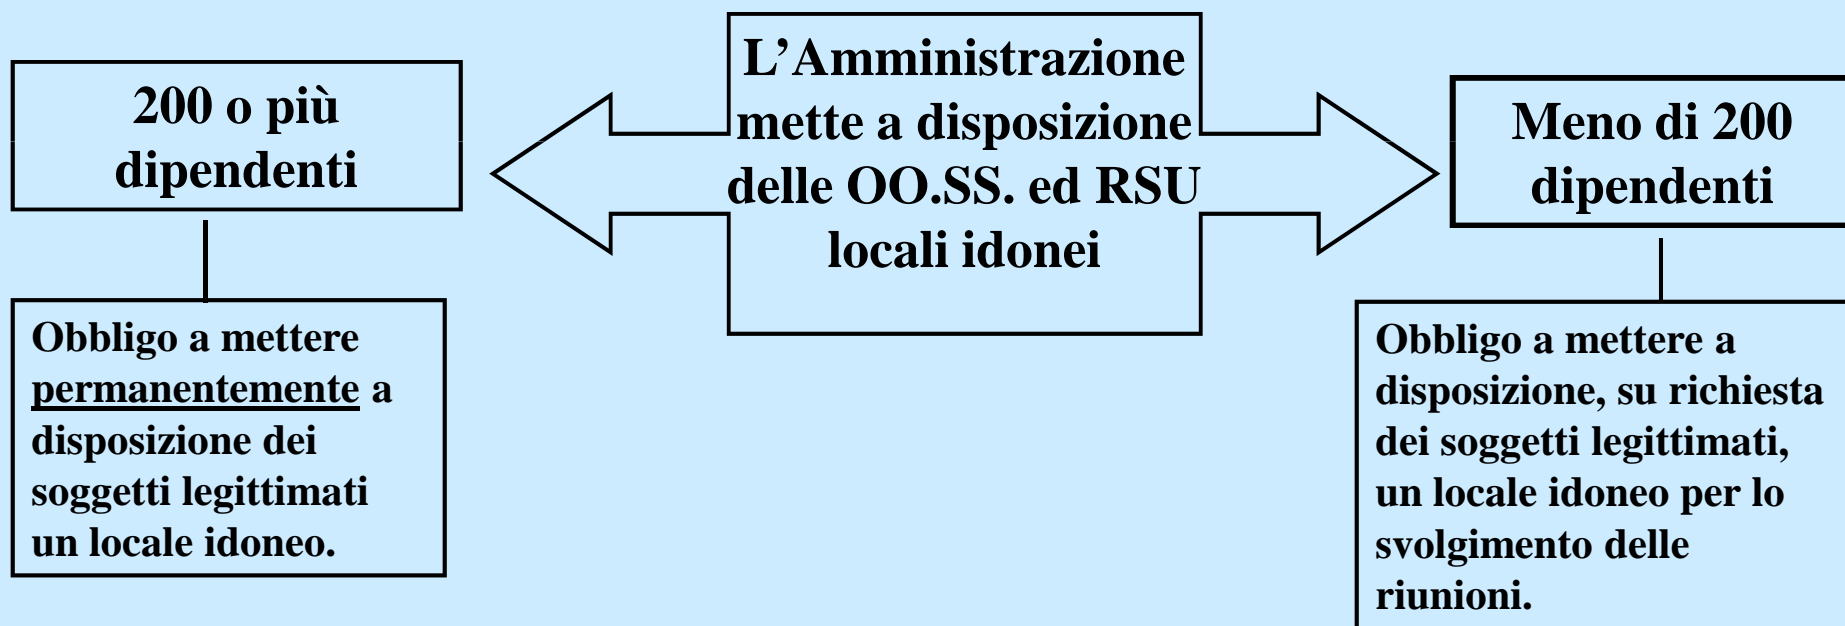 200 o più
dipendenti
Obbligo a mettere
permanentemente a
disposizione dei
soggetti legittimati
un locale idoneo.
L’Amministrazione
mette a disposizione
delle OO.SS. ed RSU
locali idonei
Meno di 200
dipendenti
Obbligo a mettere a
disposizione, su richiesta
dei soggetti legittimati,
un locale idoneo per lo
svolgimento delle
riunioni.